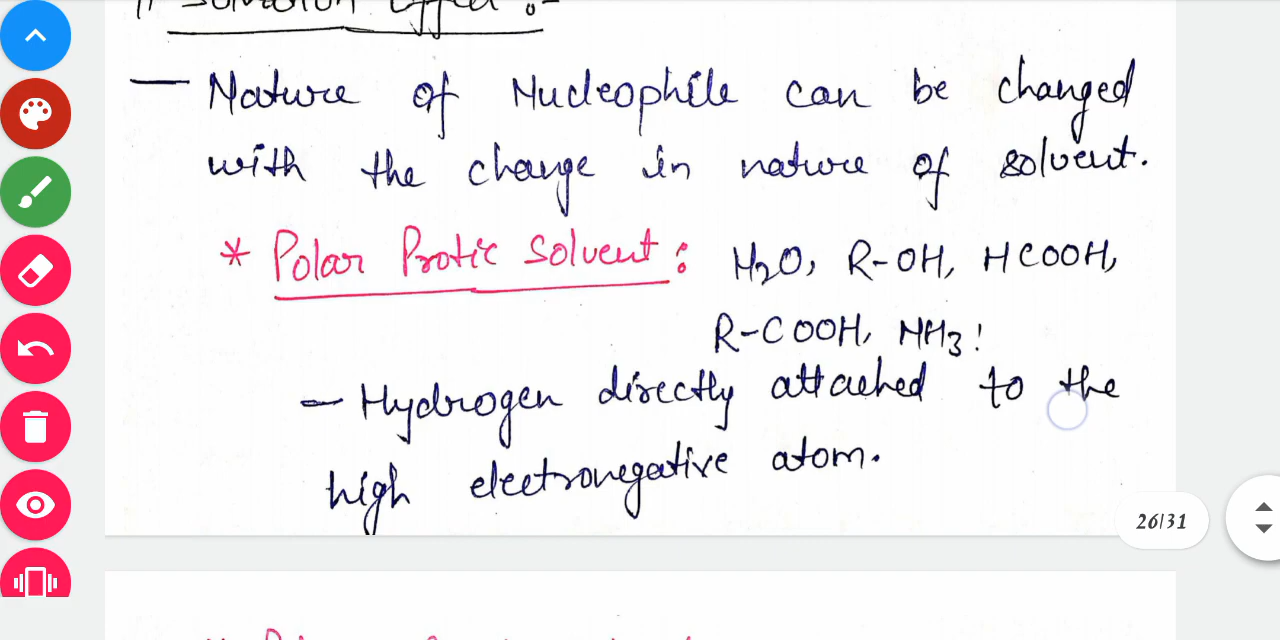 — Nature of Nucleophile can be changed
with the change in nature of solvent.
* Polar Protic Solvent : H₂O, R-OH, HCOOH,
R-COOH, NH₃!
— Hydrogen directly attached to the
high electronegative atom.
26/31